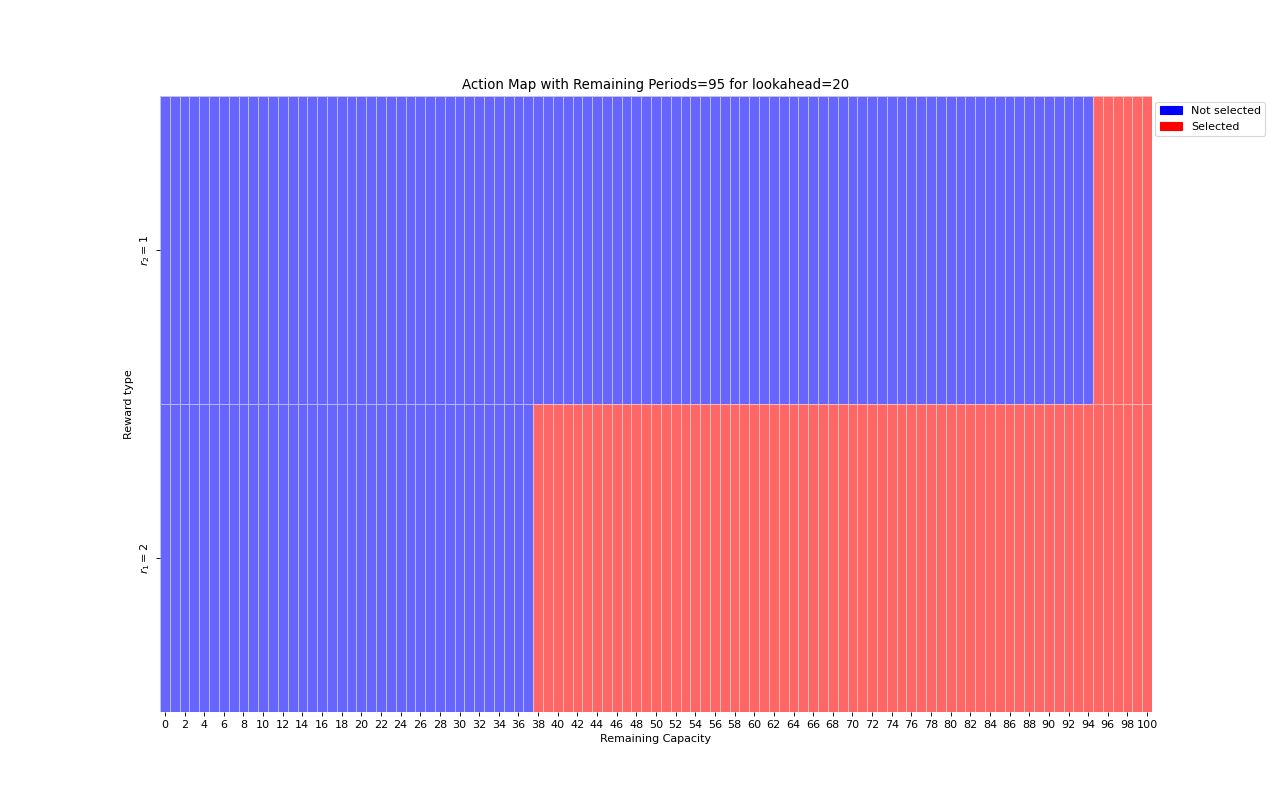 Action Map with Remaining Periods=95 for lookahead=20
Not selected
Selected
r₂ = 1
Reward type
r₁ = 2
0 2 4 6 8 10 12 14 16 18 20 22 24 26 28 30 32 34 36 38 40 42 44 46 48 50 52 54 56 58 60 62 64 66 68 70 72 74 76 78 80 82 84 86 88 90 92 94 96 98 100
Remaining Capacity